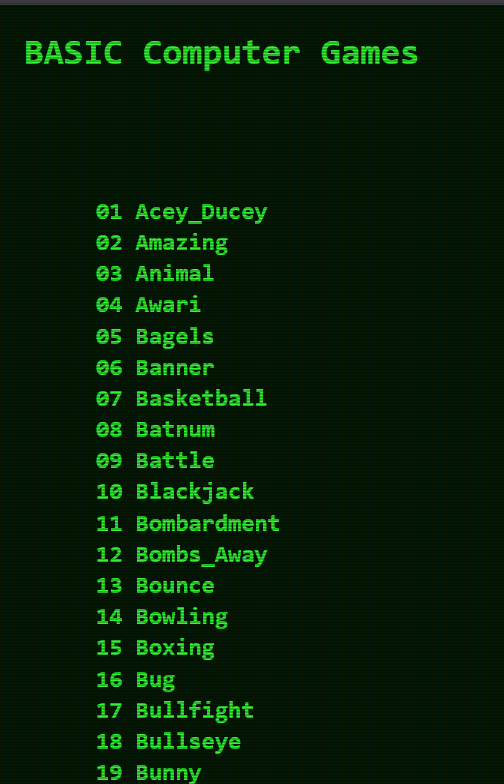 BASIC Computer Games
01 Acey_Ducey
02 Amazing
03 Animal
04 Awari
05 Bagels
06 Banner
07 Basketball
08 Batnum
09 Battle
10 Blackjack
11 Bombardment
12 Bombs_Away
13 Bounce
14 Bowling
15 Boxing
16 Bug
17 Bullfight
18 Bullseye
19 Bunny